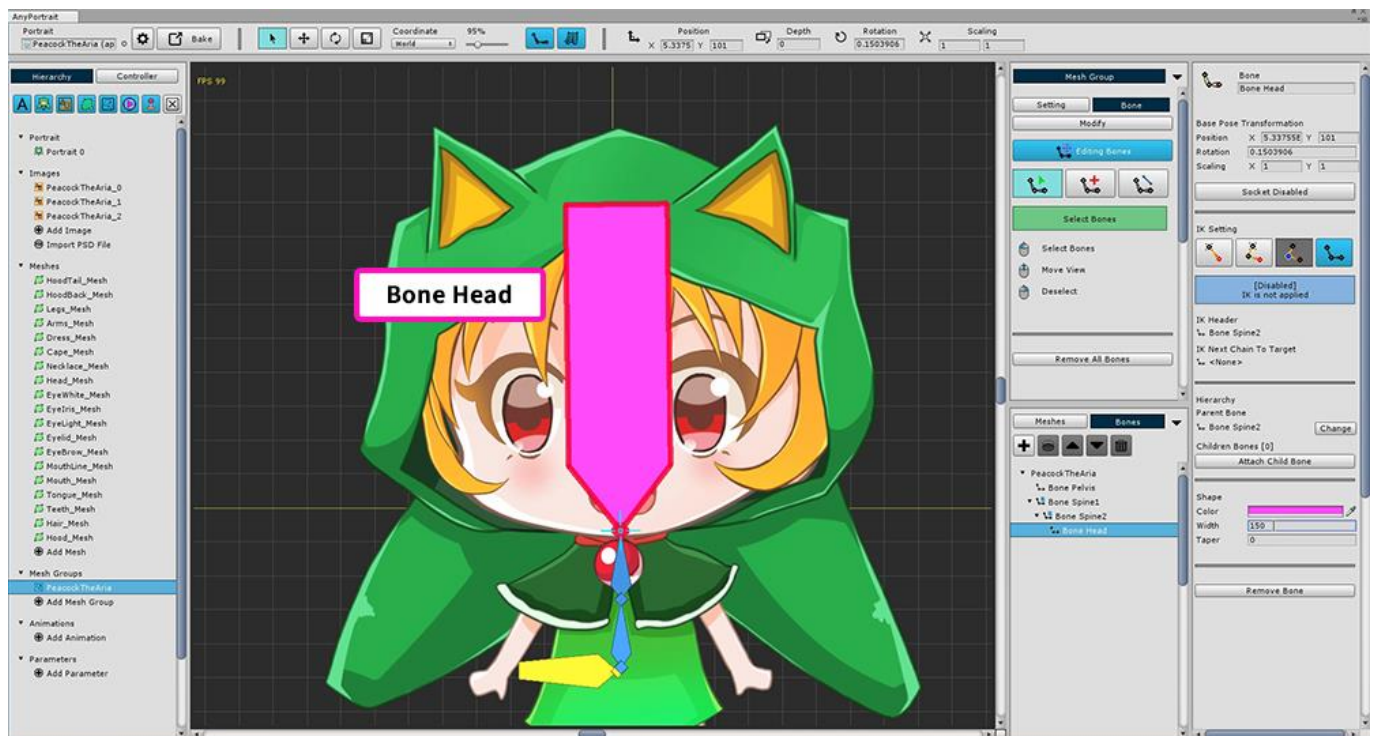 AnyPortrait
Portrait
PeacockTheAria (ap
Bake
Coordinate
World
95%
Position
X 5.3375 Y 101
Depth
0
Rotation
0.1503906
Scaling
1 1
Hierarchy
Controller
FPS 99
A
Portrait
Portrait 0
Images
PeacockTheAria_0
PeacockTheAria_1
PeacockTheAria_2
Add Image
Import PSD File
Meshes
HoodTail_Mesh
HoodBack_Mesh
Legs_Mesh
Arms_Mesh
Dress_Mesh
Cape_Mesh
Necklace_Mesh
Head_Mesh
EyeWhite_Mesh
EyeIris_Mesh
EyeLight_Mesh
Eyelid_Mesh
EyeBrow_Mesh
MouthLine_Mesh
Mouth_Mesh
Tongue_Mesh
Teeth_Mesh
Hair_Mesh
Hood_Mesh
Add Mesh
Mesh Groups
PeacockTheAria
Add Mesh Group
Animations
Add Animation
Parameters
Add Parameter
Bone Head
Mesh Group
Setting
Bone
Modify
Editing Bones
Select Bones
Select Bones
Move View
Deselect
Remove All Bones
Meshes
Bones
PeacockTheAria
Bone Pelvis
Bone Spine1
Bone Spine2
Bone Head
Bone
Bone Head
Base Pose Transformation
Position X 5.33755E Y 101
Rotation 0.1503906
Scaling X 1 Y 1
Socket Disabled
IK Setting
[Disabled]
IK is not applied
IK Header
Bone Spine2
IK Next Chain To Target
<None>
Hierarchy
Parent Bone
Bone Spine2
Change
Children Bones [0]
Attach Child Bone
Shape
Color
Width 150
Taper 0
Remove Bone